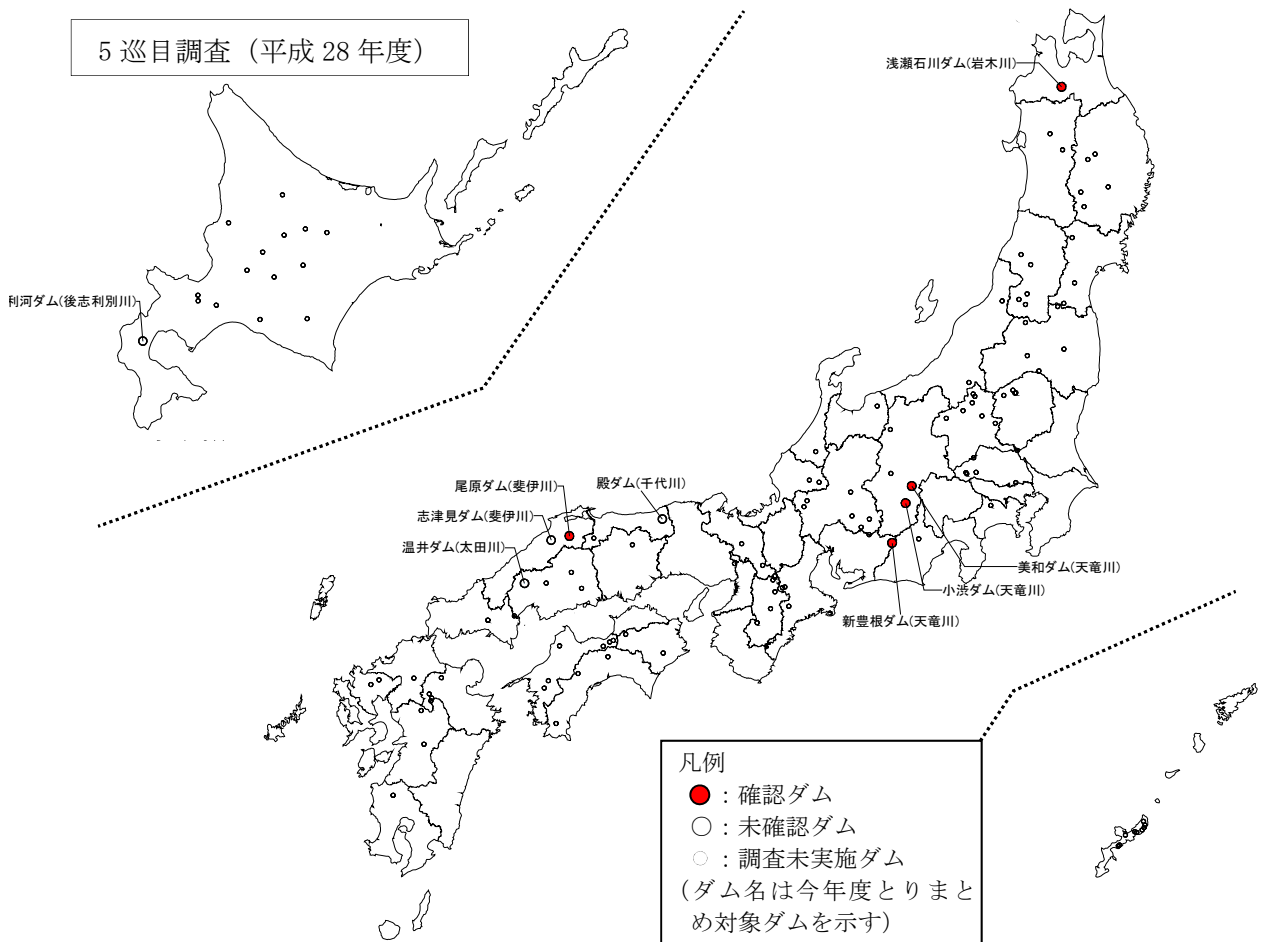 5巡目調査（平成 28 年度）
浅瀬石川ダム(岩木川)
利河ダム(後志利別川)
尾原ダム(斐伊川)
殿ダム(千代川)
志津見ダム(斐伊川)
温井ダム(太田川)
美和ダム(天竜川)
小渋ダム(天竜川)
新豊根ダム(天竜川)
凡例
：確認ダム
：未確認ダム
：調査未実施ダム
（ダム名は今年度とりまと
め対象ダムを示す）